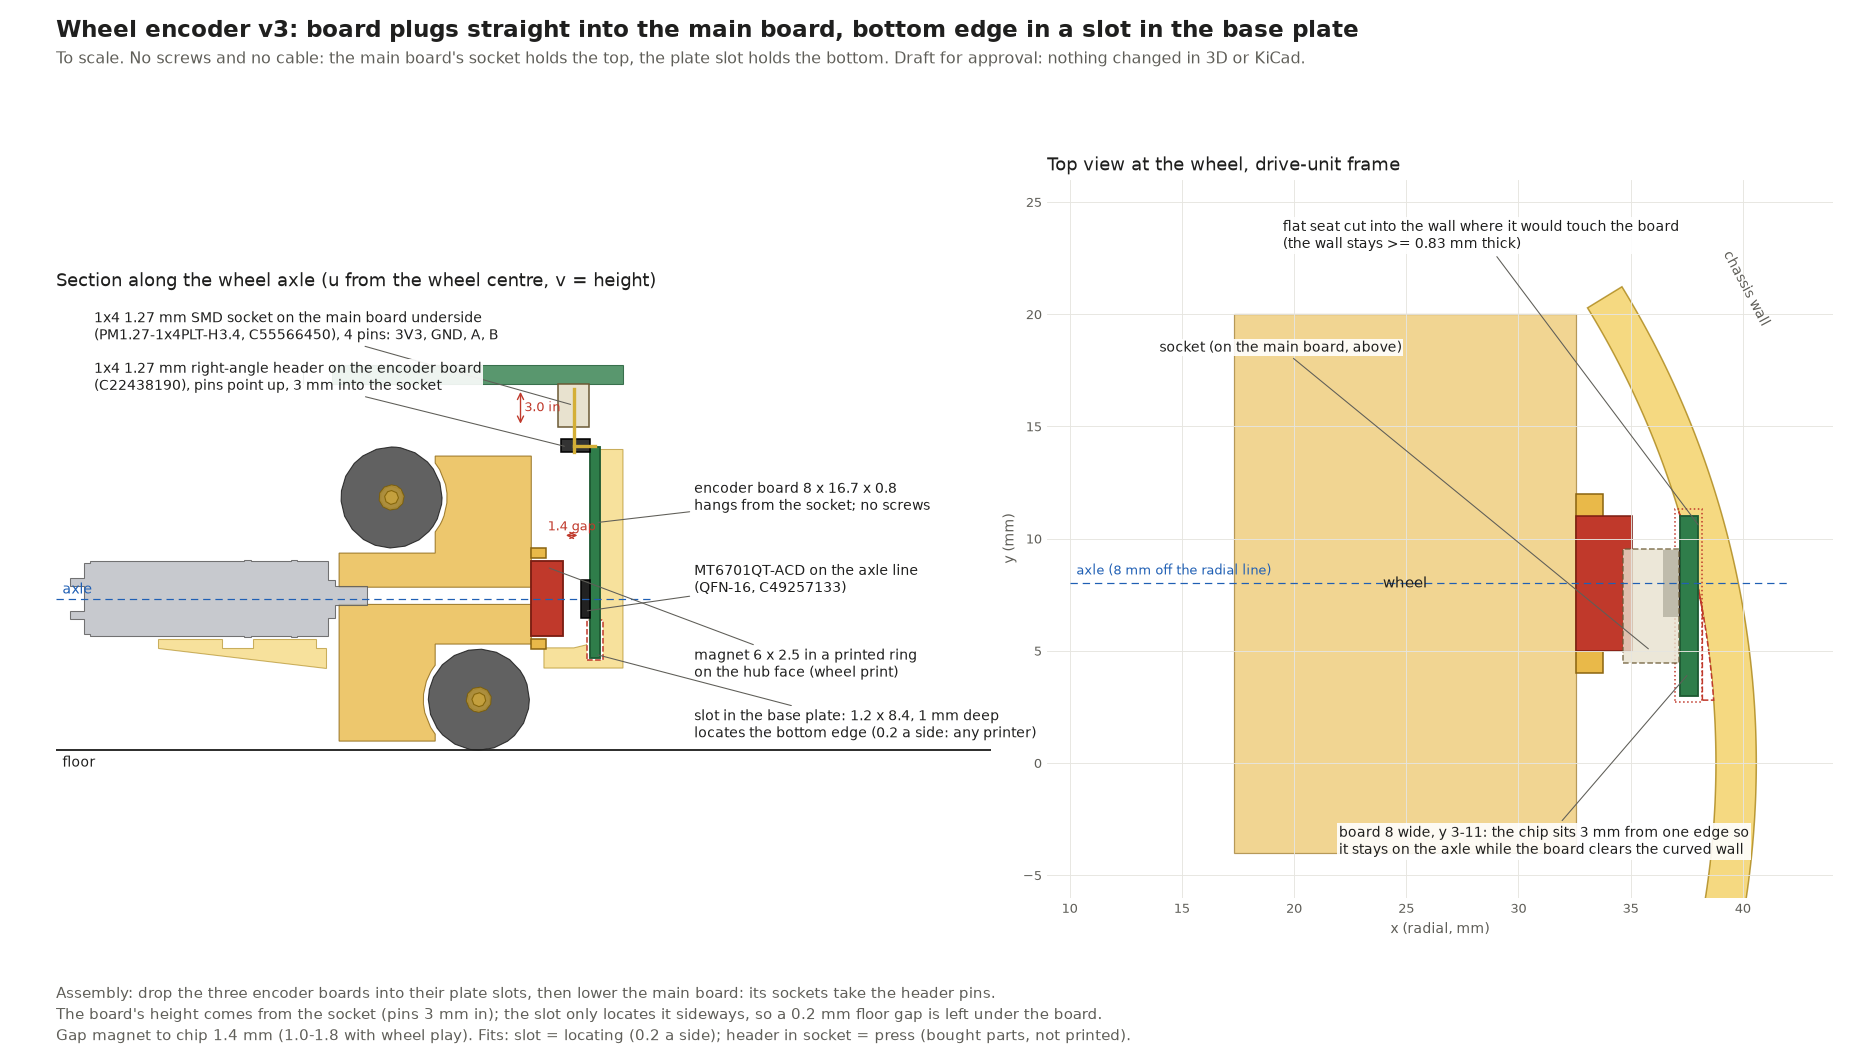 Wheel encoder v3: board plugs straight into the main board, bottom edge in a slot in the base plate
To scale. No screws and no cable: the main board's socket holds the top, the plate slot holds the bottom. Draft for approval: nothing changed in 3D or KiCad.
Section along the wheel axle (u from the wheel centre, v = height)
1x4 1.27 mm SMD socket on the main board underside
(PM1.27-1x4PLT-H3.4, C55566450), 4 pins: 3V3, GND, A, B
1x4 1.27 mm right-angle header on the encoder board
(C22438190), pins point up, 3 mm into the socket
3.0 in
encoder board 8 x 16.7 x 0.8
hangs from the socket; no screws
1.4 gap
MT6701QT-ACD on the axle line
(QFN-16, C49257133)
axle
magnet 6 x 2.5 in a printed ring
on the hub face (wheel print)
slot in the base plate: 1.2 x 8.4, 1 mm deep
locates the bottom edge (0.2 a side: any printer)
floor
Top view at the wheel, drive-unit frame
25
20
15
10
5
0
−5
y (mm)
flat seat cut into the wall where it would touch the board
(the wall stays >= 0.83 mm thick)
chassis wall
socket (on the main board, above)
axle (8 mm off the radial line)
wheel
board 8 wide, y 3-11: the chip sits 3 mm from one edge so
it stays on the axle while the board clears the curved wall
10
15
20
25
30
35
40
x (radial, mm)
Assembly: drop the three encoder boards into their plate slots, then lower the main board: its sockets take the header pins.
The board's height comes from the socket (pins 3 mm in); the slot only locates it sideways, so a 0.2 mm floor gap is left under the board.
Gap magnet to chip 1.4 mm (1.0-1.8 with wheel play). Fits: slot = locating (0.2 a side); header in socket = press (bought parts, not printed).